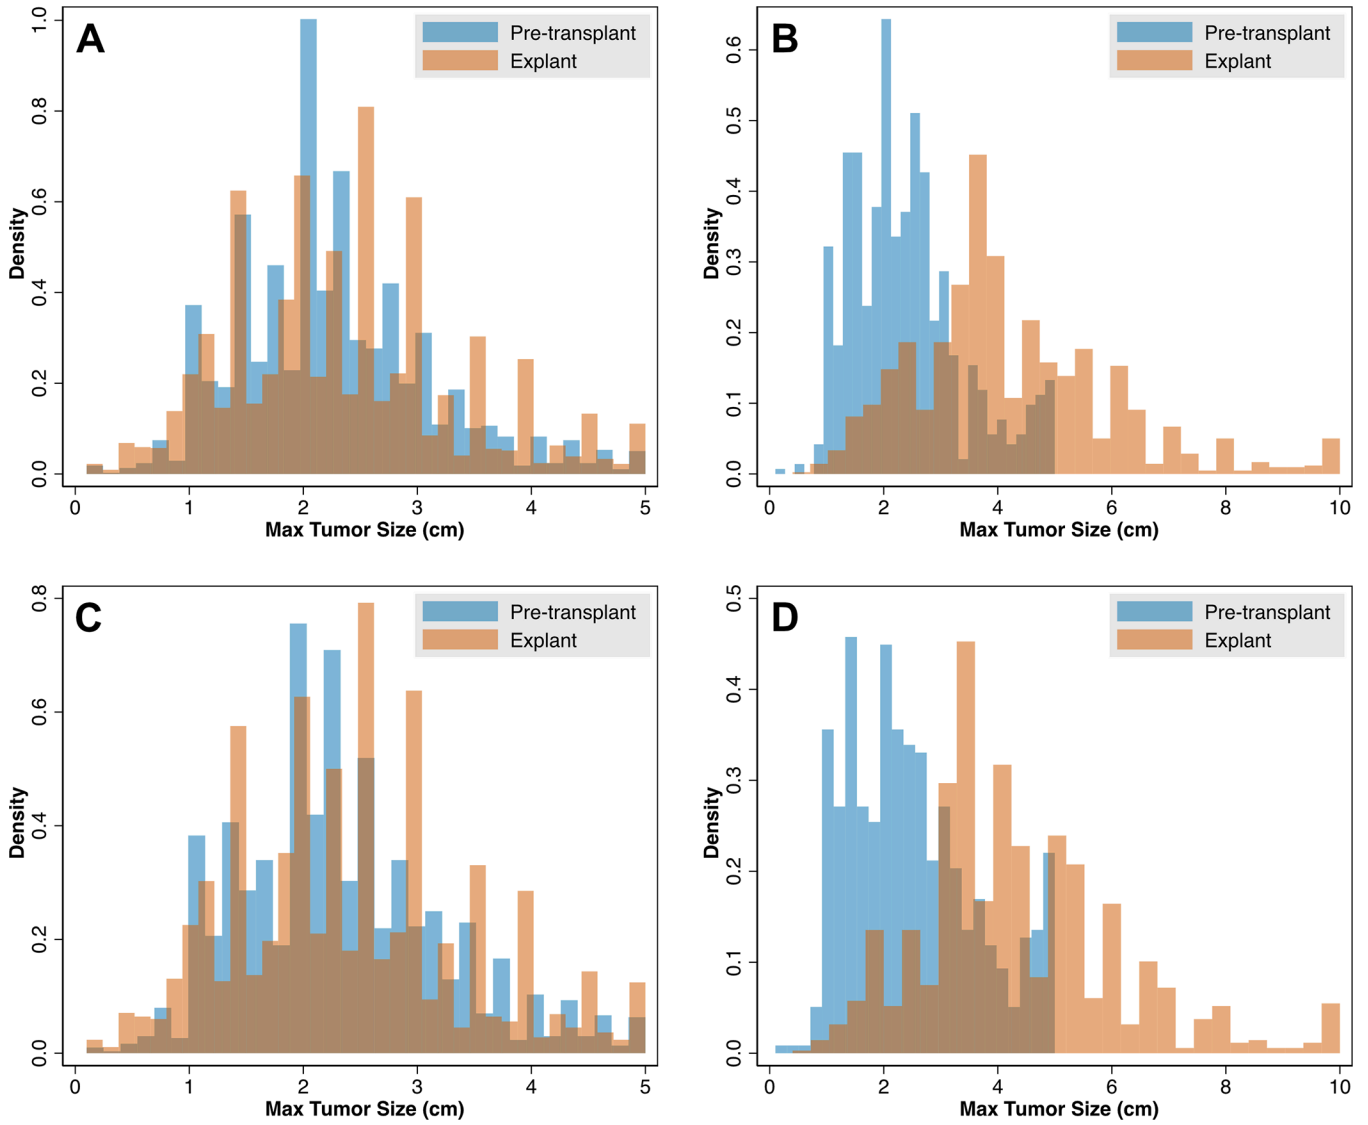 A
Pre-transplant
Explant
Density
0.0 0.2 0.4 0.6 0.8 1.0
0 1 2 3 4 5
Max Tumor Size (cm)
B
Pre-transplant
Explant
Density
0.0 0.1 0.2 0.3 0.4 0.5 0.6
0 2 4 6 8 10
Max Tumor Size (cm)
C
Pre-transplant
Explant
Density
0.0 0.2 0.4 0.6 0.8
0 1 2 3 4 5
Max Tumor Size (cm)
D
Pre-transplant
Explant
Density
0.0 0.1 0.2 0.3 0.4 0.5
0 2 4 6 8 10
Max Tumor Size (cm)